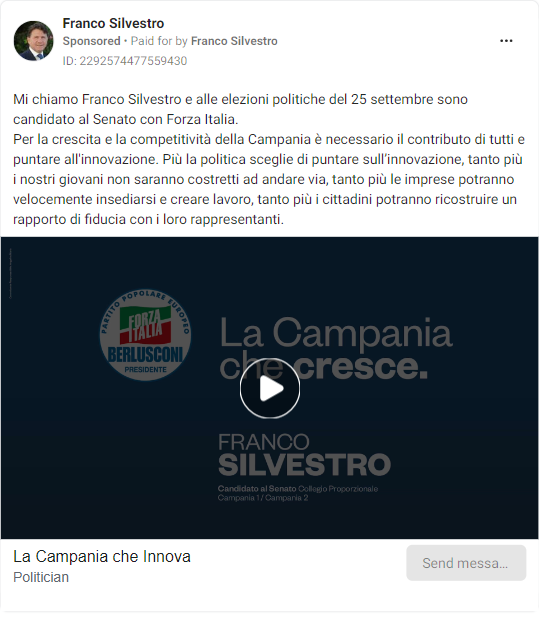 Franco Silvestro
Sponsored • Paid for by Franco Silvestro
ID: 2292574477559430
Mi chiamo Franco Silvestro e alle elezioni politiche del 25 settembre sono
candidato al Senato con Forza Italia.
Per la crescita e la competitività della Campania è necessario il contributo di tutti e
puntare all'innovazione. Più la politica sceglie di puntare sull'innovazione, tanto più
i nostri giovani non saranno costretti ad andare via, tanto più le imprese potranno
velocemente insediarsi e creare lavoro, tanto più i cittadini potranno ricostruire un
rapporto di fiducia con i loro rappresentanti.
PARTITO POPOLARE EUROPEO
FORZA
ITALIA
BERLUSCONI
PRESIDENTE
La Campania
che cresce.
FRANCO
SILVESTRO
Candidato al Senato Collegio Proporzionale
Campania 1 / Campania 2
La Campania che Innova
Politician
Send messa...